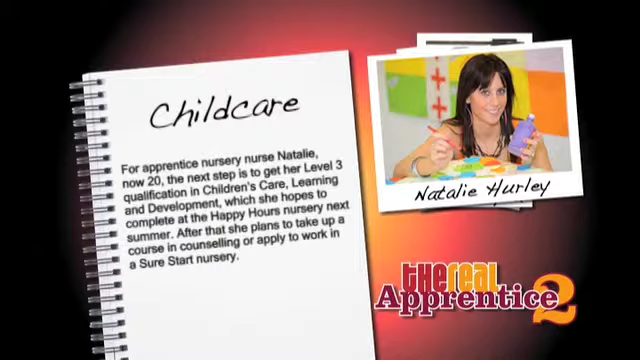 Childcare
For apprentice nursery nurse Natalie,
now 20, the next step is to get her Level 3
qualification in Children's Care, Learning
and Development, which she hopes to
complete at the Happy Hours nursery next
summer. After that she plans to take up a
course in counselling or apply to work in
a Sure Start nursery.
Natalie Hurley
THE REAL
Apprentice 2